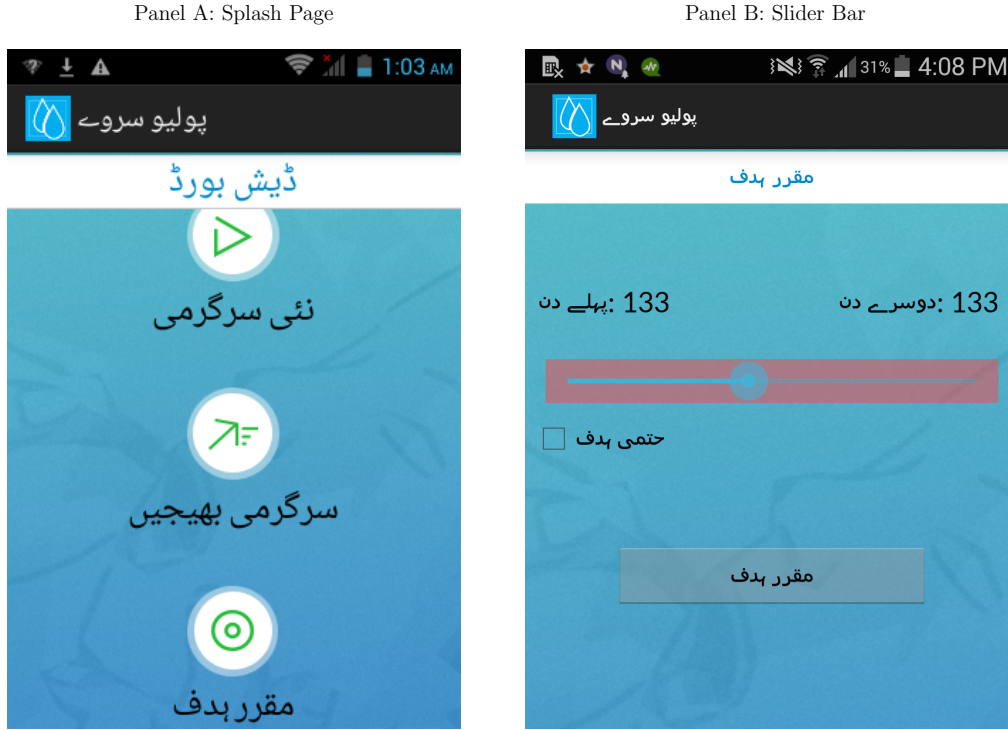 Panel A: Splash Page
1:03 AM
پولیو سروے
ڈیش بورڈ
نئی سرگرمی
سرگرمی بھیجیں
مقرر ہدف
Panel B: Slider Bar
31% 4:08 PM
پولیو سروے
مقرر ہدف
پہلے دن: 133
دوسرے دن: 133
حتمی ہدف
مقرر ہدف